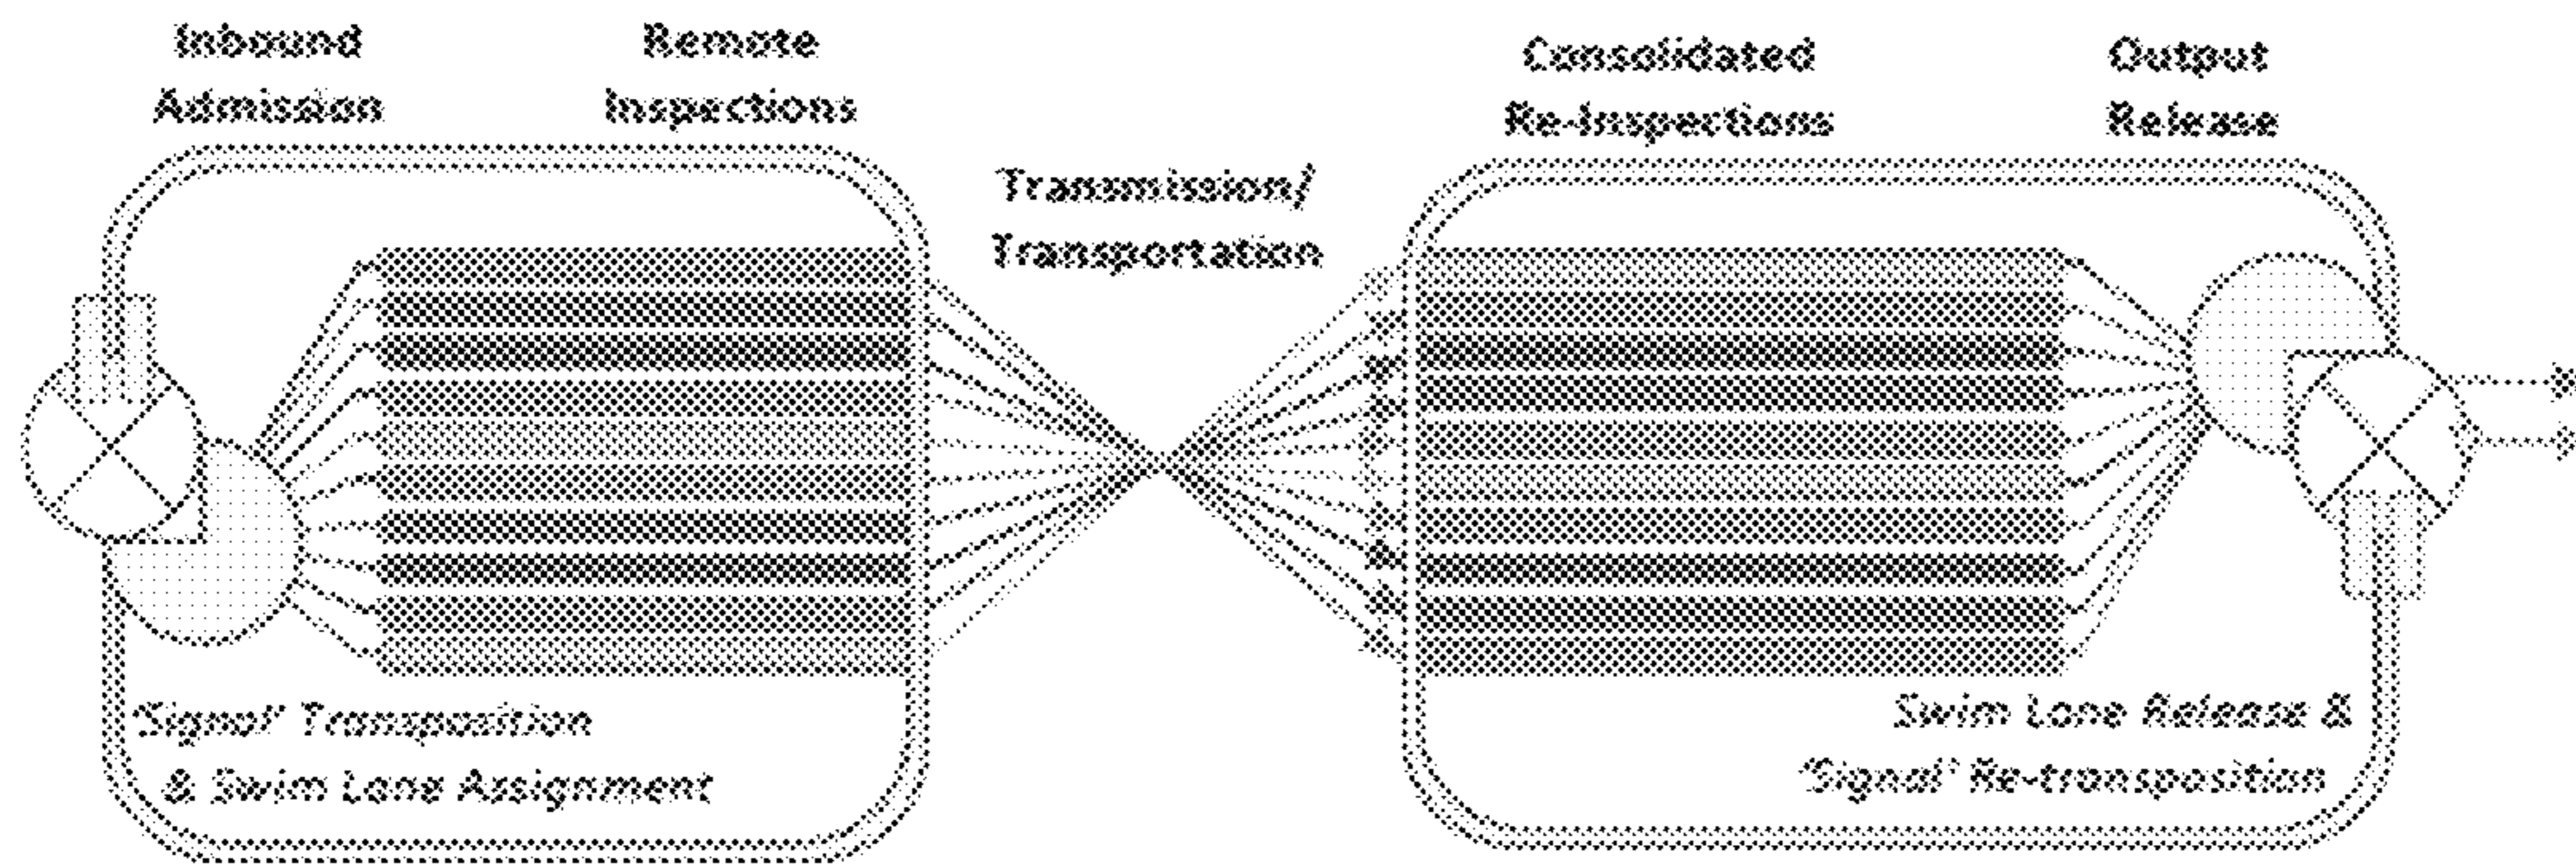 Inbound
Admission
Remote
Inspections
Transmission/
Transportation
Consolidated
Re-Inspections
Output
Release
'Signal' Transposition
& Swim Lane Assignment
Swim Lane Release &
'Signal' Re-transposition